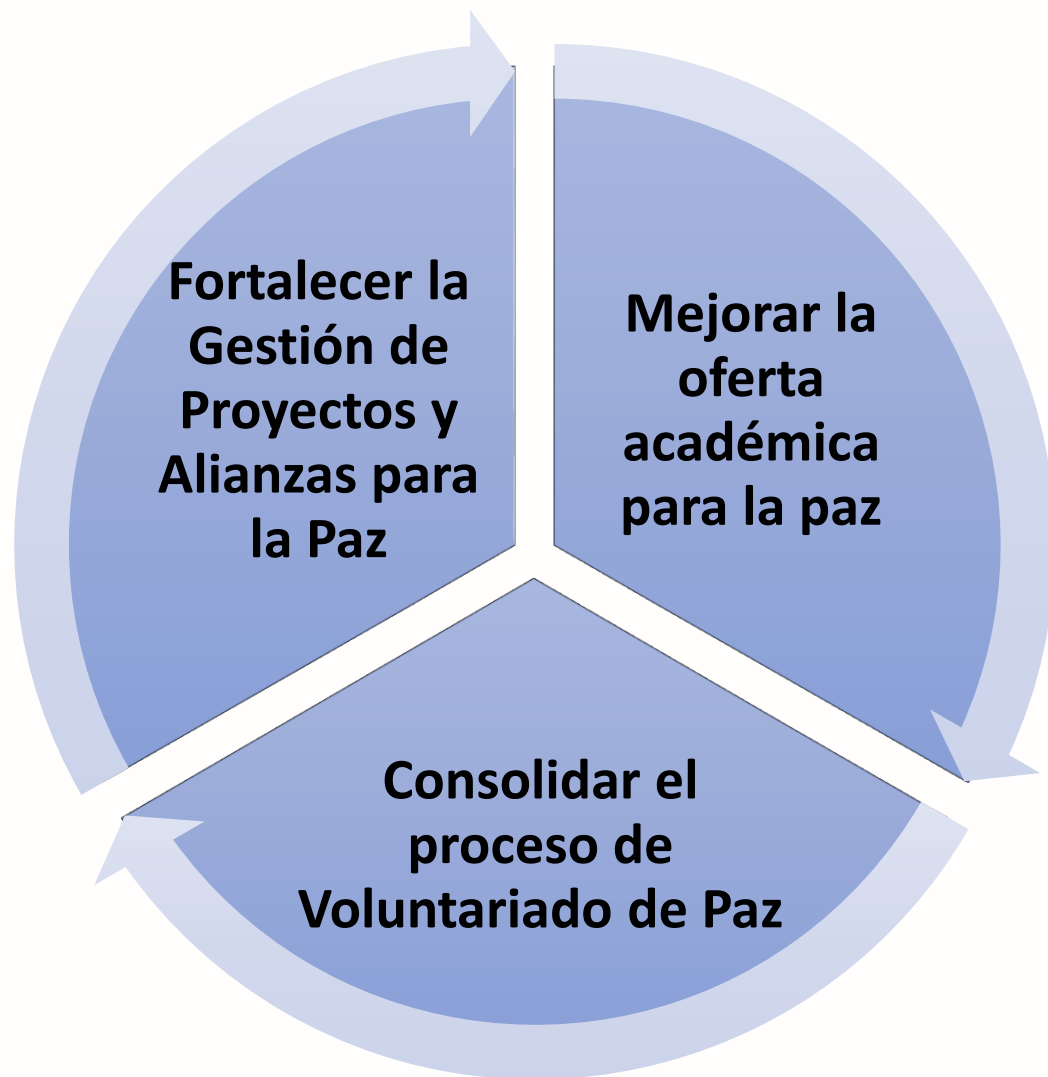 Fortalecer la
Gestión de
Proyectos y
Alianzas para
la Paz
Mejorar la
oferta
académica
para la paz
Consolidar el
proceso de
Voluntariado de Paz